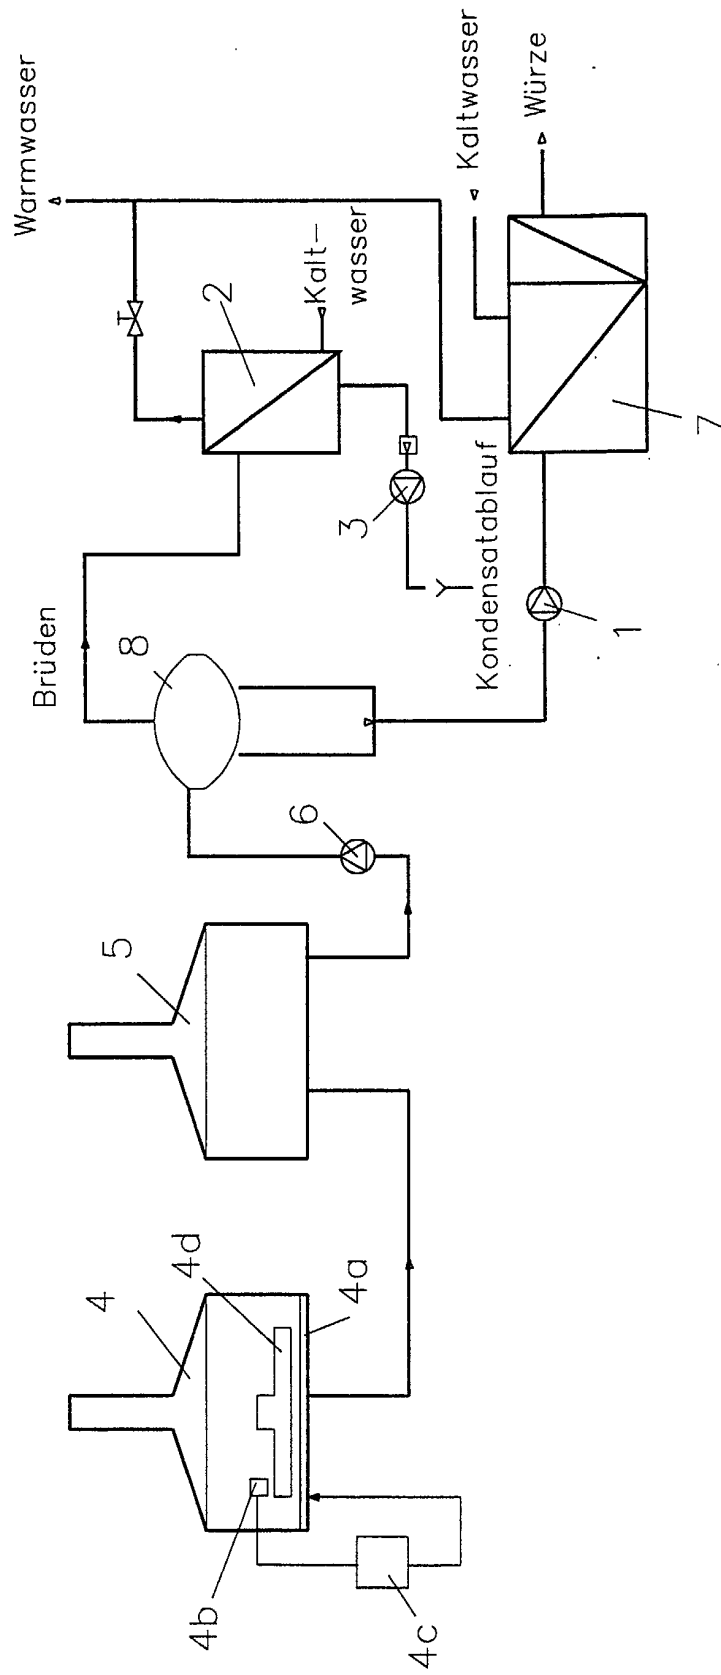 4b
4c
4
4d
4a
5
6
Brüden
8
Kondensatablauf
1
3
2
Kalt-
wasser
Warmwasser
Kaltwasser
Würze
7